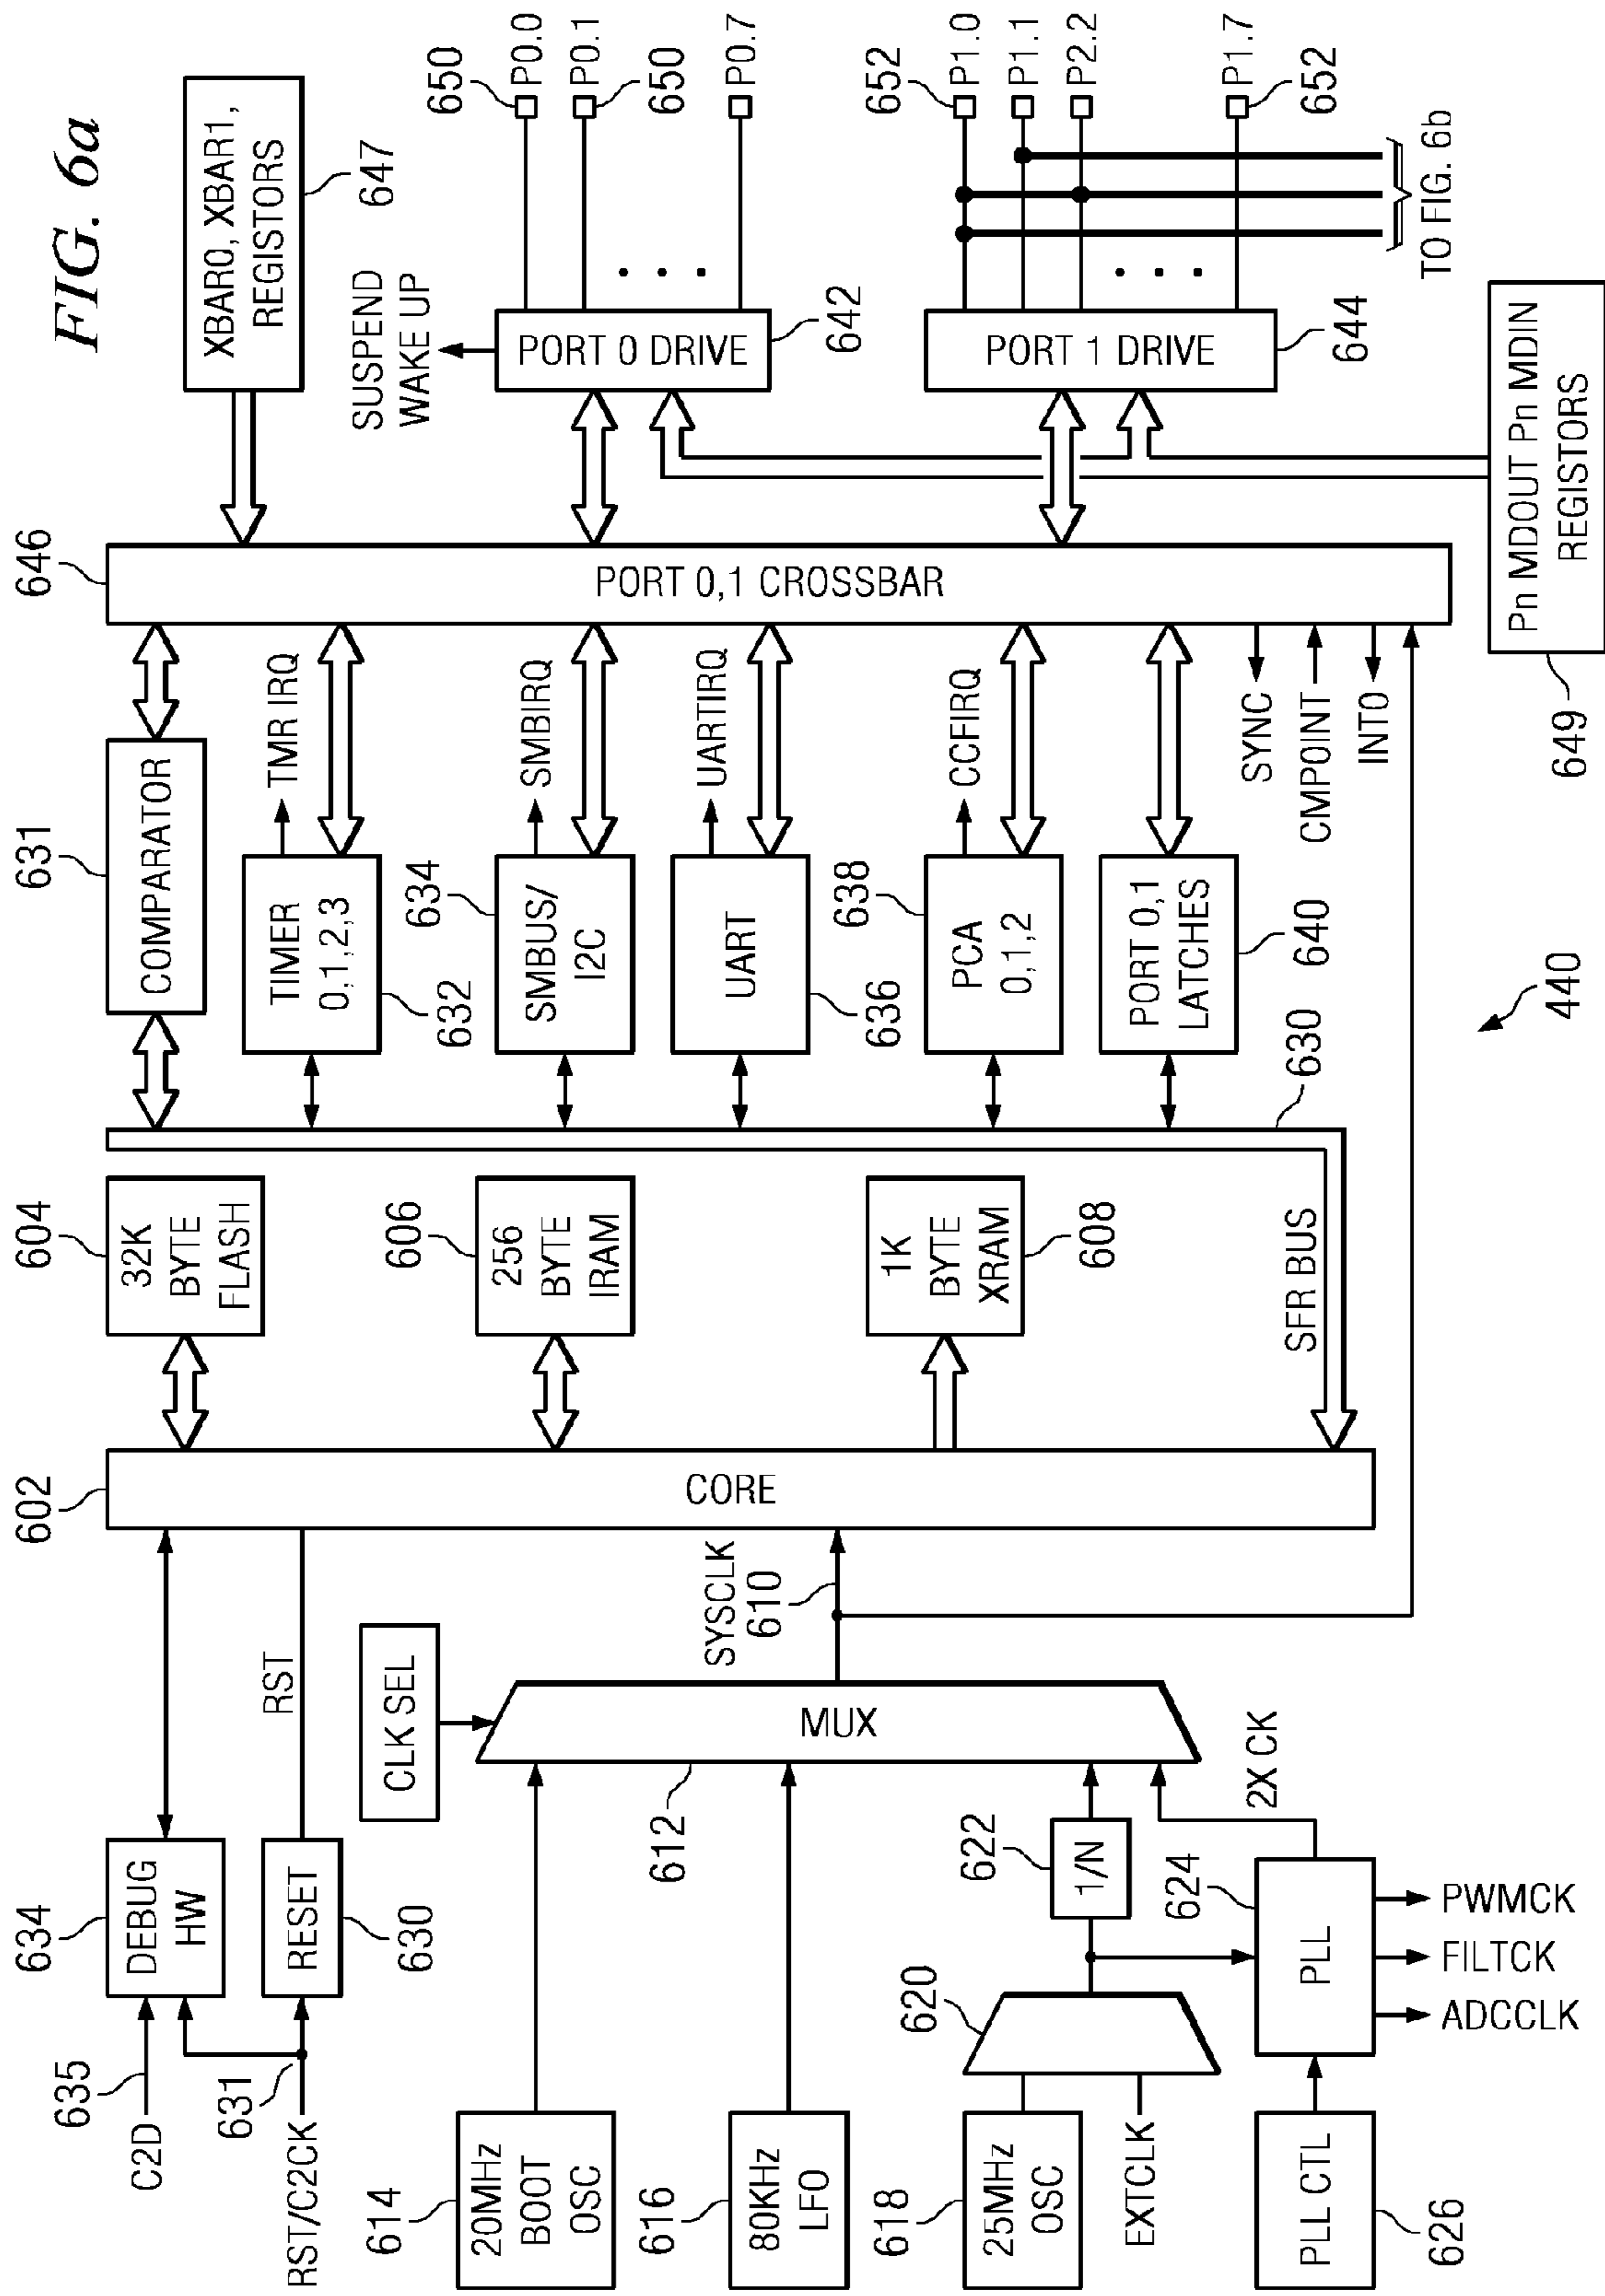 FIG. 6a
602
604
631
646
634
DEBUG
HW
C2D
635
RST
RESET
630
631
RST/C2CK
CORE
32K
BYTE
FLASH
COMPARATOR
PORT 0,1 CROSSBAR
XBAR0, XBAR1,
REGISTORS
647
TIMER
0,1,2,3
632
TMR IRQ
CLK SEL
614
20MHz
BOOT
OSC
606
256
BYTE
IRAM
634
SMBUS/
I2C
SMBIRQ
SUSPEND
WAKE UP
PORT 0 DRIVE
642
650
P0.0
P0.1
650
P0.7
616
80KHz
LFO
612
MUX
SYSCLK
610
UART
636
UARTIRQ
618
25MHz
OSC
EXTCLK
620
622
1/N
1K
BYTE
XRAM
608
638
PCA
0,1,2
CCFIRQ
PORT 0,1
LATCHES
640
PORT 1 DRIVE
644
652
P1.0
P1.1
P2.2
P1.7
652
PLL CTL
626
624
PLL
2X CK
PWMCK
FILTCK
ADCCLK
SFR BUS
630
SYNC
CMPOINT
INT0
440
649
Pn MDOUT Pn MDIN
REGISTORS
TO FIG. 6b